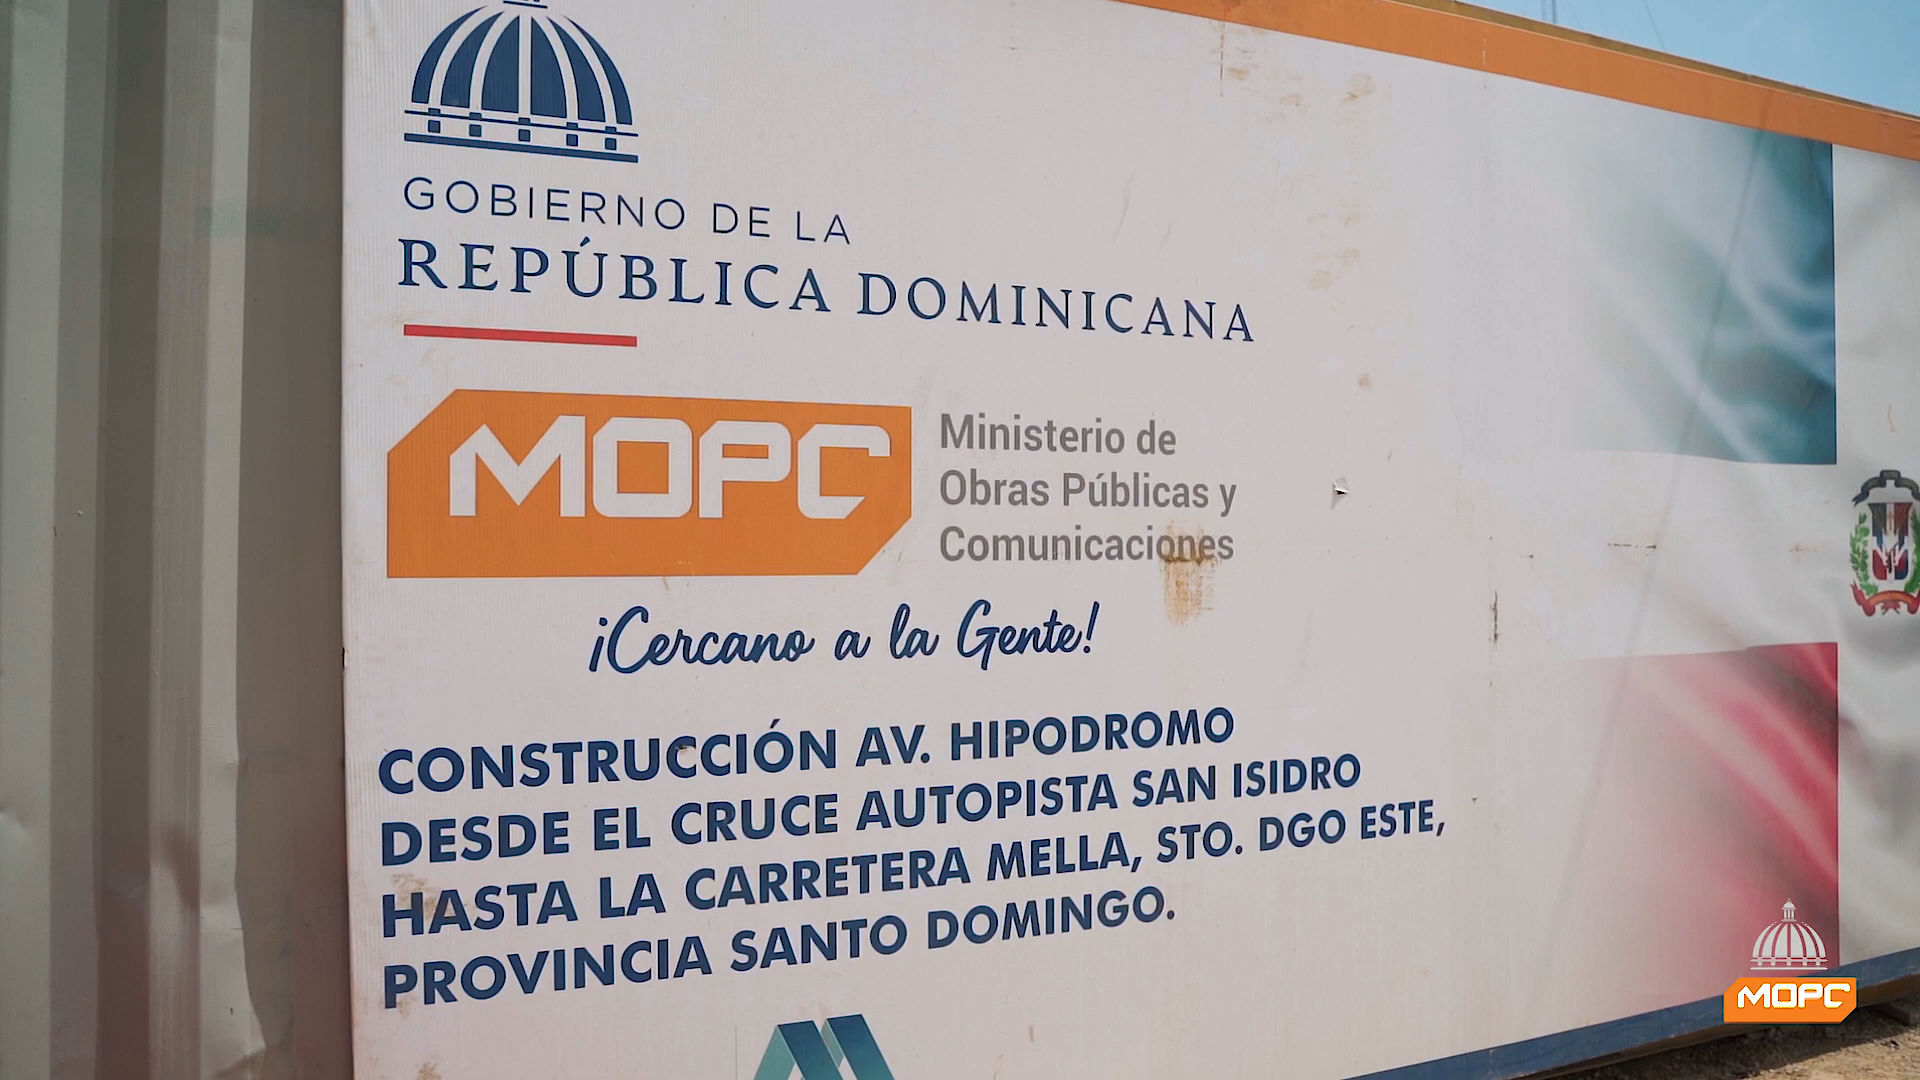 GOBIERNO DE LA
REPÚBLICA DOMINICANA
MOPC
Ministerio de
Obras Públicas y
Comunicaciones
¡Cercano a la Gente!
CONSTRUCCIÓN AV. HIPODROMO
DESDE EL CRUCE AUTOPISTA SAN ISIDRO
HASTA LA CARRETERA MELLA, STO. DGO ESTE,
PROVINCIA SANTO DOMINGO.
MOPC